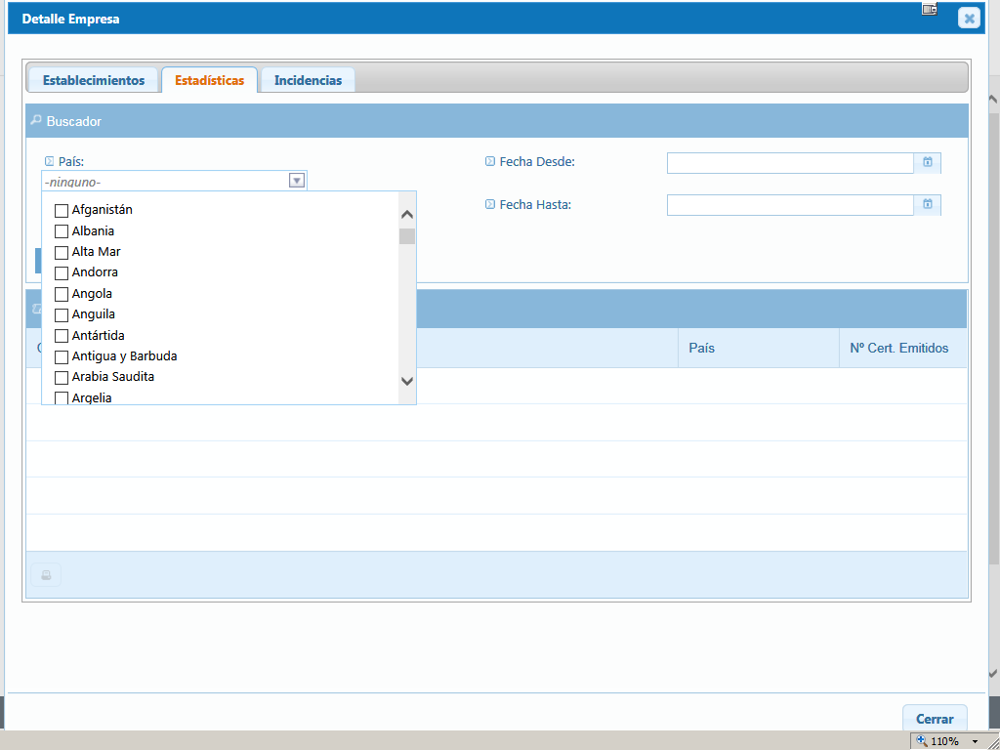 Detalle Empresa
Establecimientos Estadísticas Incidencias
Buscador
País: Fecha Desde:
-ninguno-
Fecha Hasta:
Afganistán
Albania
Alta Mar
Andorra
Angola
Anguila
Antártida
Antigua y Barbuda
Arabia Saudita
Argelia
País Nº Cert. Emitidos
Cerrar
110%